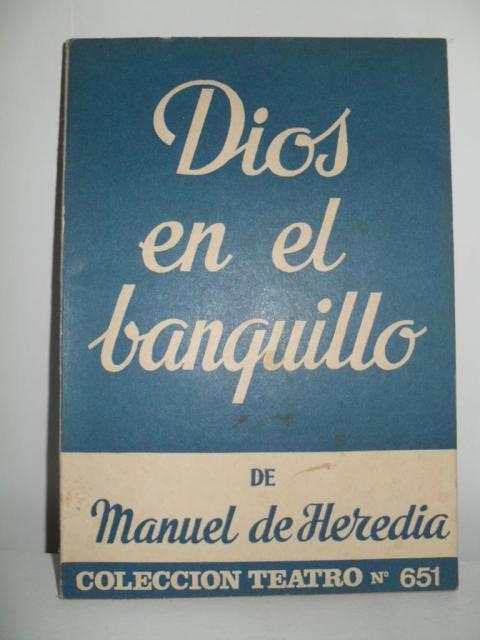 Dios
en el
banquillo
DE
Manuel de Heredia
COLECCION TEATRO Nº 651